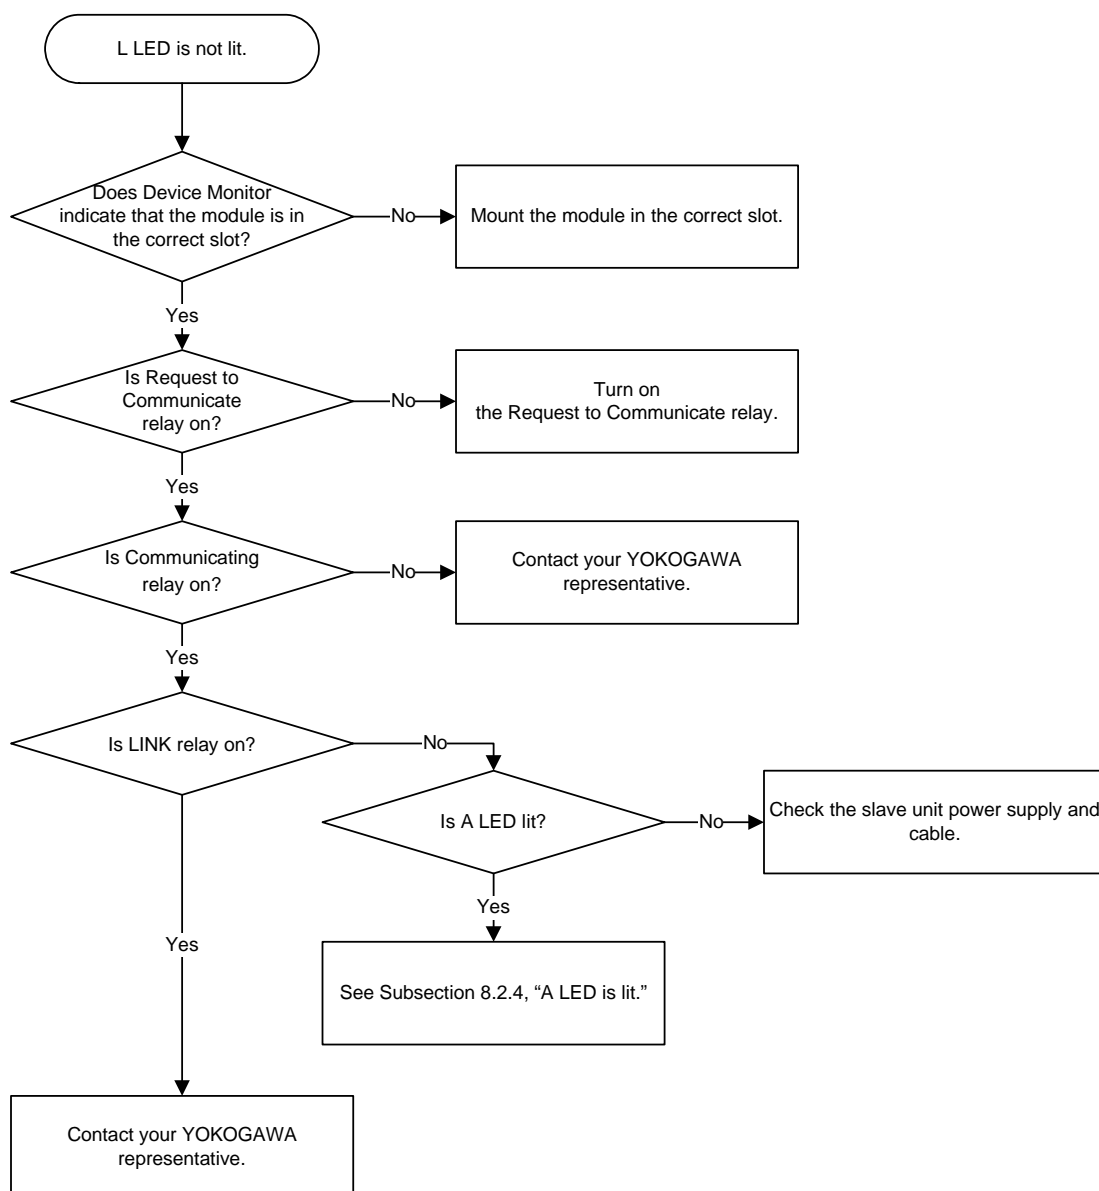 L LED is not lit.
Does Device Monitor
indicate that the module is in
the correct slot?
No
Mount the module in the correct slot.
Yes
Is Request to
Communicate
relay on?
No
Turn on
the Request to Communicate relay.
Yes
Is Communicating
relay on?
No
Contact your YOKOGAWA
representative.
Yes
Is LINK relay on?
No
Is A LED lit?
No
Check the slave unit power supply and
cable.
Yes
Yes
See Subsection 8.2.4, “A LED is lit.”
Contact your YOKOGAWA
representative.